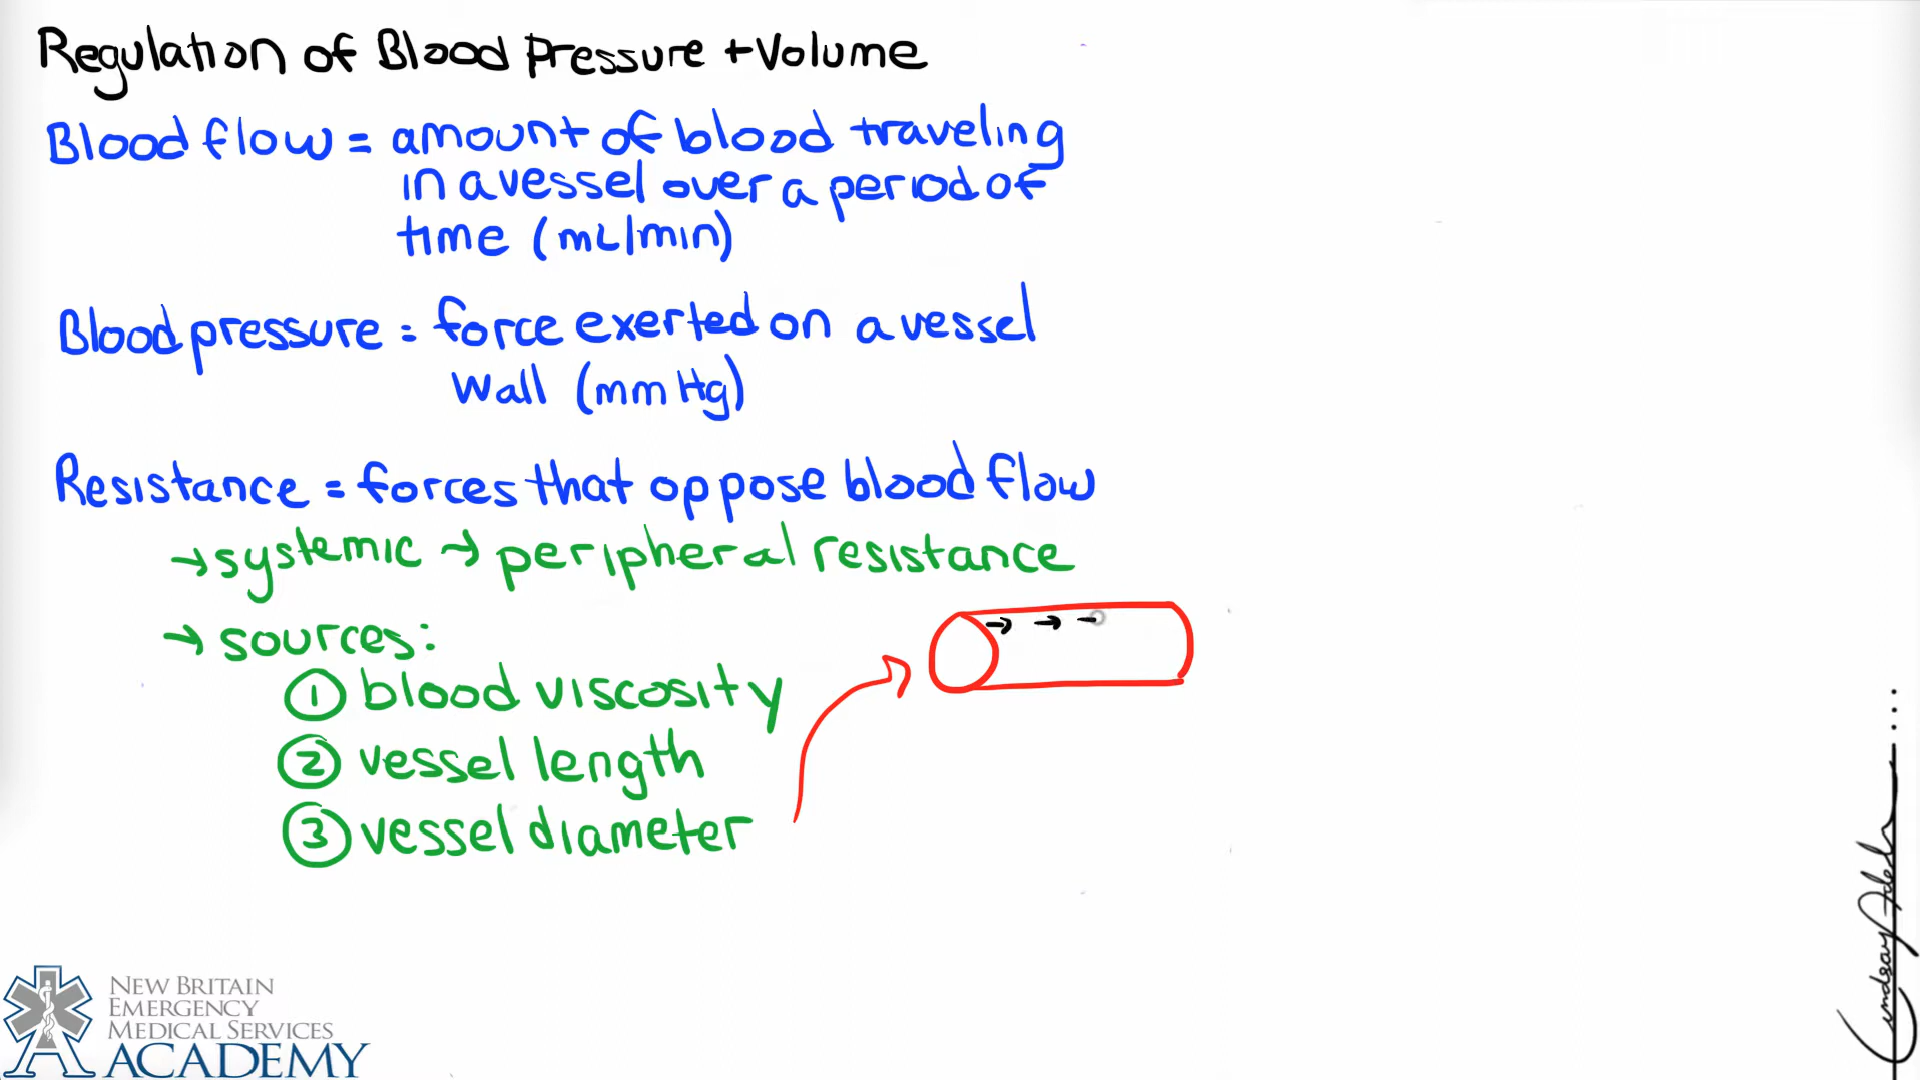 Regulation of Blood Pressure + Volume
Blood flow = amount of blood traveling
in a vessel over a period of
time (mL/min)
Blood pressure = force exerted on a vessel
wall (mm Hg)
Resistance = forces that oppose blood flow
→ systemic → peripheral resistance
→ sources:
① blood viscosity
② vessel length
③ vessel diameter
NEW BRITAIN
EMERGENCY
MEDICAL SERVICES
ACADEMY